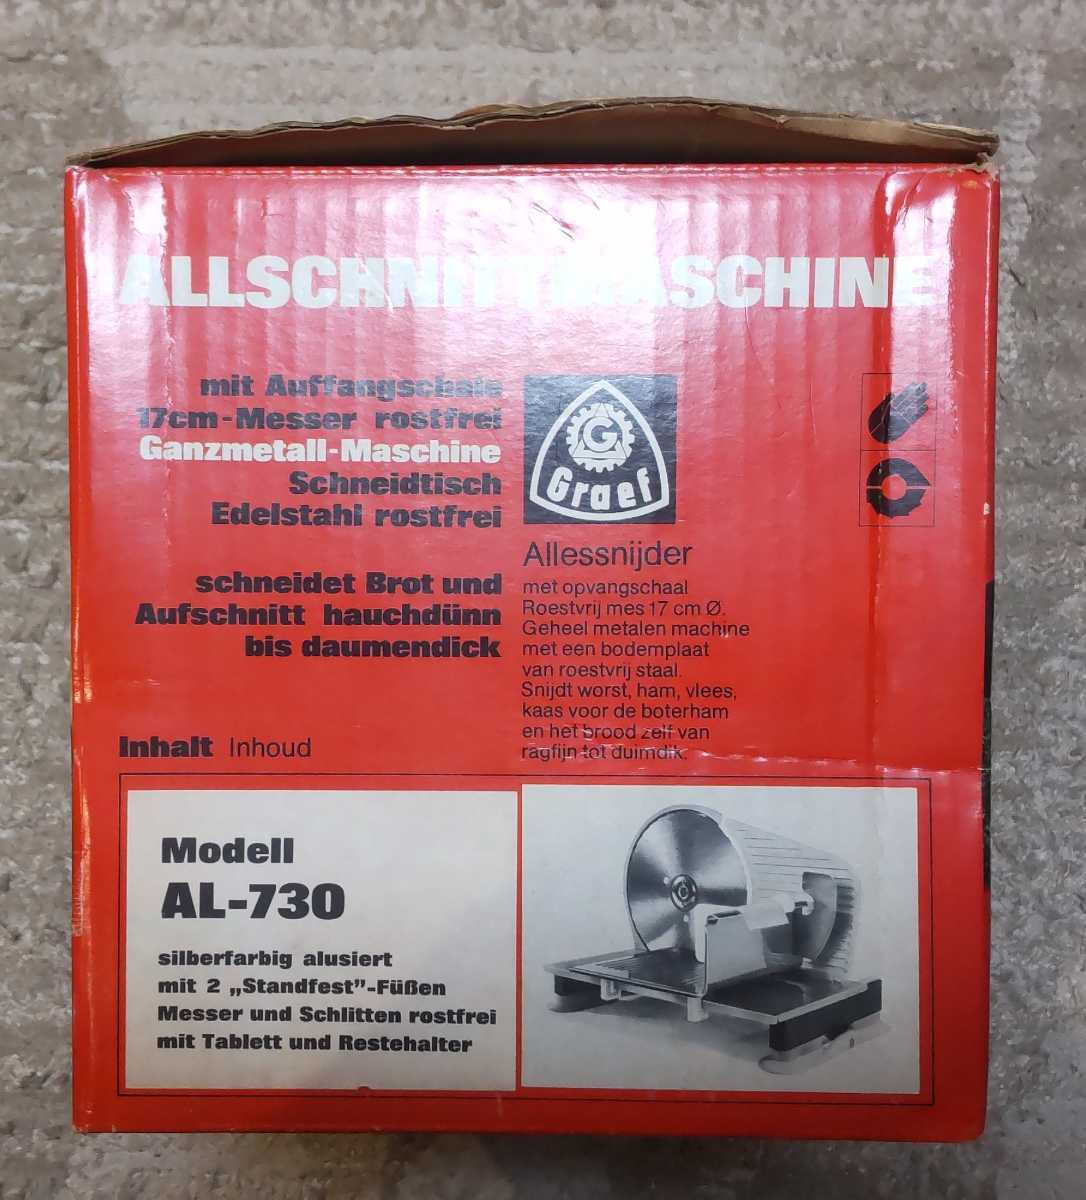 ALLSCHNITTMASCHINE
mit Auffangschale
17cm-Messer rostfrei
Ganzmetall-Maschine
Schneidtisch
Edelstahl rostfrei
schneidet Brot und
Aufschnitt hauchdünn
bis daumendick
G
Graef
Allessnijder
met opvangschaal
Roestvrij mes 17 cm Ø.
Geheel metalen machine
met een bodemplaat
van roestvrij staal.
Snijdt worst, ham, vlees,
kaas voor de boterham
en het brood zelf van
ragfijn tot duimdik.
Inhalt Inhoud
Modell
AL-730
silberfarbig alusiert
mit 2 „Standfest”-Füßen
Messer und Schlitten rostfrei
mit Tablett und Restehalter